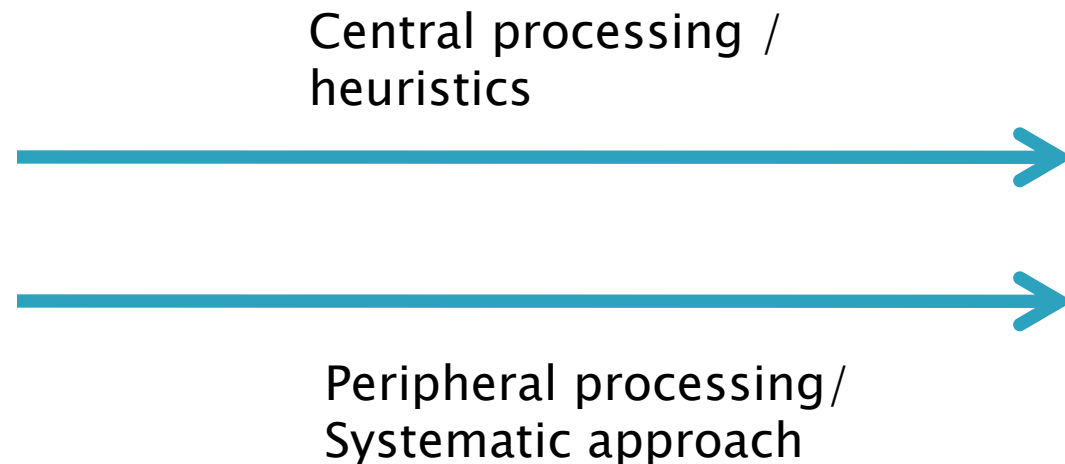 Central processing /
heuristics
Peripheral processing/
Systematic approach